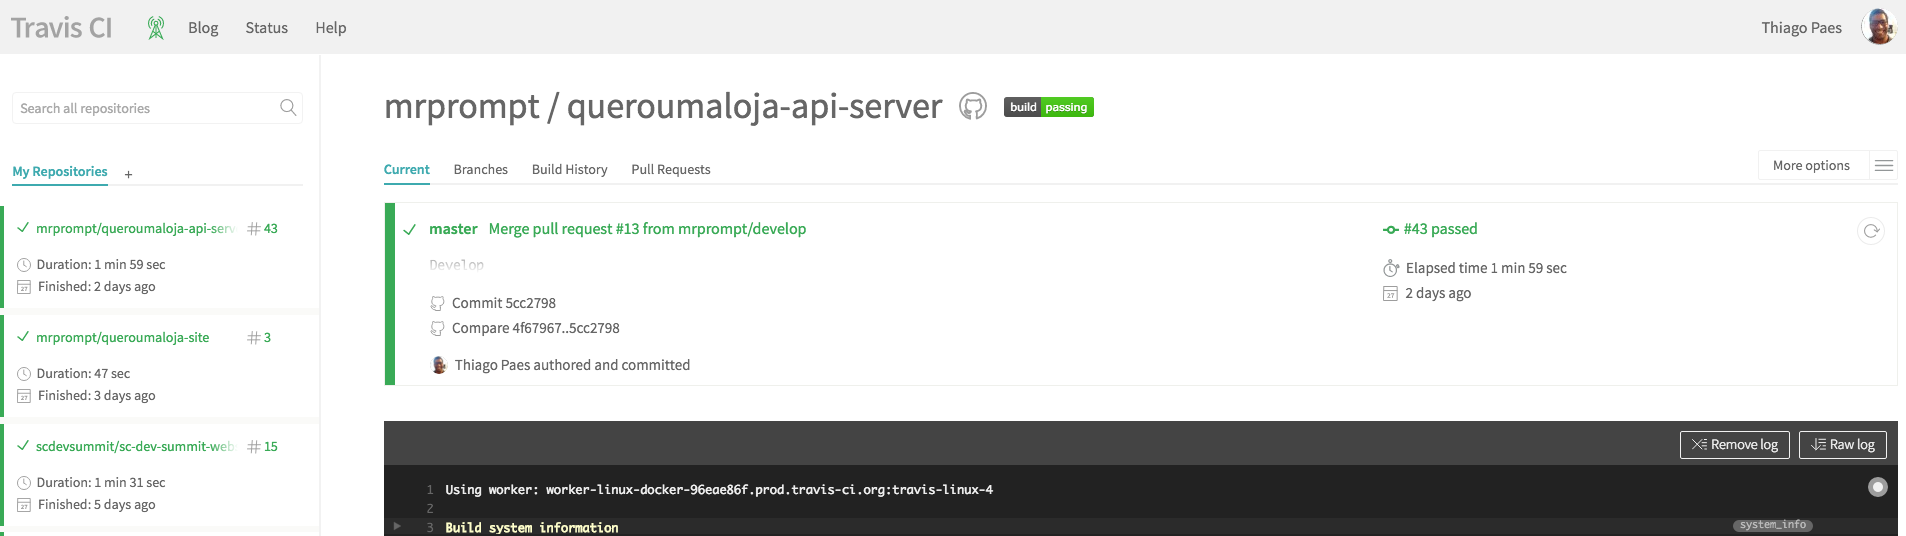 Travis CI Blog Status Help Thiago Paes
Search all repositories
My Repositories +
mrprompt/queroumaloja-api-serv # 43
Duration: 1 min 59 sec
27 Finished: 2 days ago
mrprompt/queroumaloja-site # 3
Duration: 47 sec
27 Finished: 3 days ago
scdevsummit/sc-dev-summit-web # 15
Duration: 1 min 31 sec
27 Finished: 5 days ago
mrprompt / queroumaloja-api-server build passing
Current Branches Build History Pull Requests More options
master Merge pull request #13 from mrprompt/develop
Develop
Commit 5cc2798
Compare 4f67967..5cc2798
Thiago Paes authored and committed
#43 passed
Elapsed time 1 min 59 sec
27 2 days ago
Remove log Raw log
1 Using worker: worker-linux-docker-96eae86f.prod.travis-ci.org:travis-linux-4
2
3 Build system information system_info